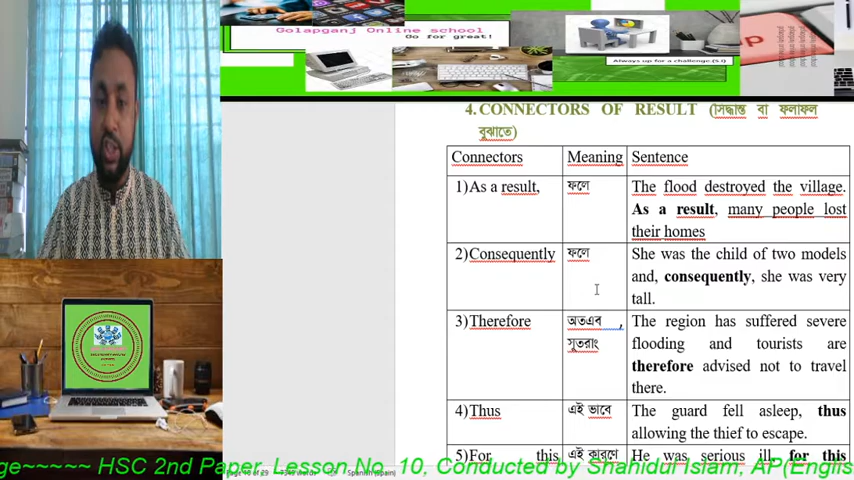 Golapganj Online school
Go for great!
Always up for a challenge.(S.I)
4. CONNECTORS OF RESULT (সিদ্ধান্ত বা ফলাফল
বুঝাতে)
Connectors Meaning Sentence
1) As a result, ফলে The flood destroyed the village.
As a result, many people lost
their homes
2) Consequently ফলে She was the child of two models
and, consequently, she was very
tall.
3) Therefore অতএব , The region has suffered severe
সুতরাং flooding and tourists are
therefore advised not to travel
there.
4) Thus এই ভাবে The guard fell asleep, thus
allowing the thief to escape.
5) For this এই কারণে He was serious ill, for this
ge~~~~~ HSC 2nd Paper, Lesson No. 10, Conducted by Shahidul Islam, AP(Englis